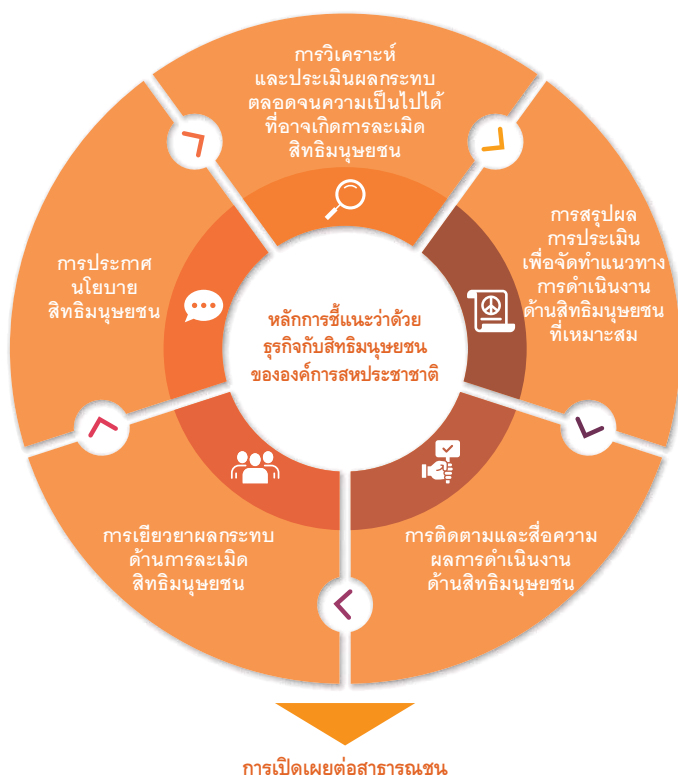 การวิเคราะห์
และประเมินผลกระทบ
ตลอดจนความเป็นไปได้
ที่อาจเกิดการละเมิด
สิทธิมนุษยชน
การสรุปผล
การประเมิน
เพื่อจัดทำแนวทาง
การดำเนินงาน
ด้านสิทธิมนุษยชน
ที่เหมาะสม
การประกาศ
นโยบาย
สิทธิมนุษยชน
หลักการชี้แนะว่าด้วย
ธุรกิจกับสิทธิมนุษยชน
ขององค์การสหประชาชาติ
การเยียวยาผลกระทบ
ด้านการละเมิด
สิทธิมนุษยชน
การติดตามและสื่อความ
ผลการดำเนินงาน
ด้านสิทธิมนุษยชน
การเปิดเผยต่อสาธารณชน